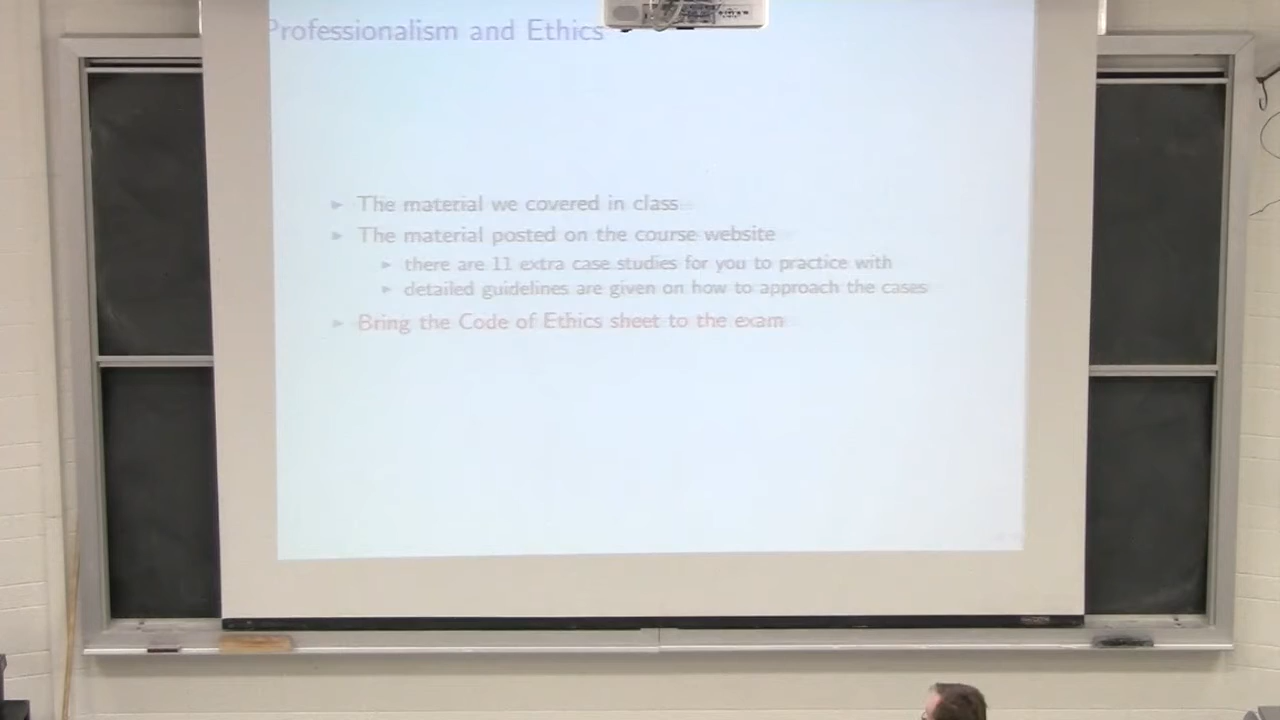 Professionalism and Ethics
The material we covered in class
The material posted on the course website
there are 11 extra case studies for you to practice with
detailed guidelines are given on how to approach the cases
Bring the Code of Ethics sheet to the exam